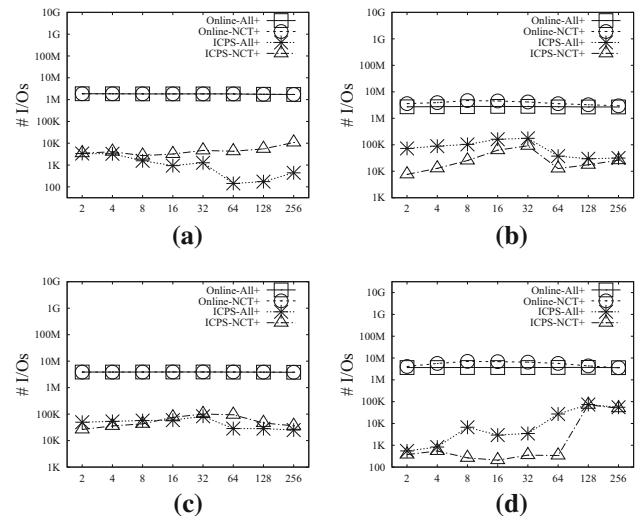 10G
1G
100M
10M
1M
100K
10K
1K
100
# I/Os
Online-All+
Online-NCT+
ICPS-All+
ICPS-NCT+
2 4 8 16 32 64 128 256
(a)
10G
1G
100M
10M
1M
100K
10K
1K
# I/Os
Online-All+
Online-NCT+
ICPS-All+
ICPS-NCT+
2 4 8 16 32 64 128 256
(b)
10G
1G
100M
10M
1M
100K
10K
1K
# I/Os
Online-All+
Online-NCT+
ICPS-All+
ICPS-NCT+
2 4 8 16 32 64 128 256
(c)
10G
1G
100M
10M
1M
100K
10K
1K
100
# I/Os
Online-All+
Online-NCT+
ICPS-All+
ICPS-NCT+
2 4 8 16 32 64 128 256
(d)